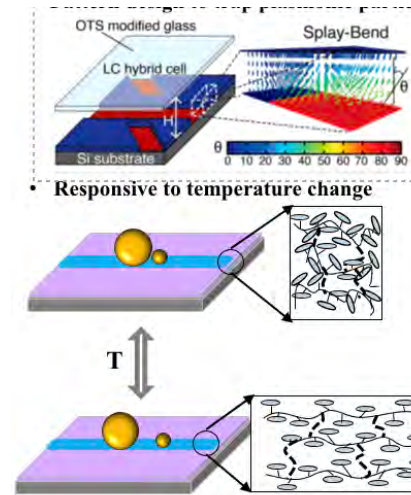 OTS modified glass
Splay-Bend
LC hybrid cell
H
θ
Si substrate
θ
0 10 20 30 40 50 60 70 80 90
• Responsive to temperature change
T